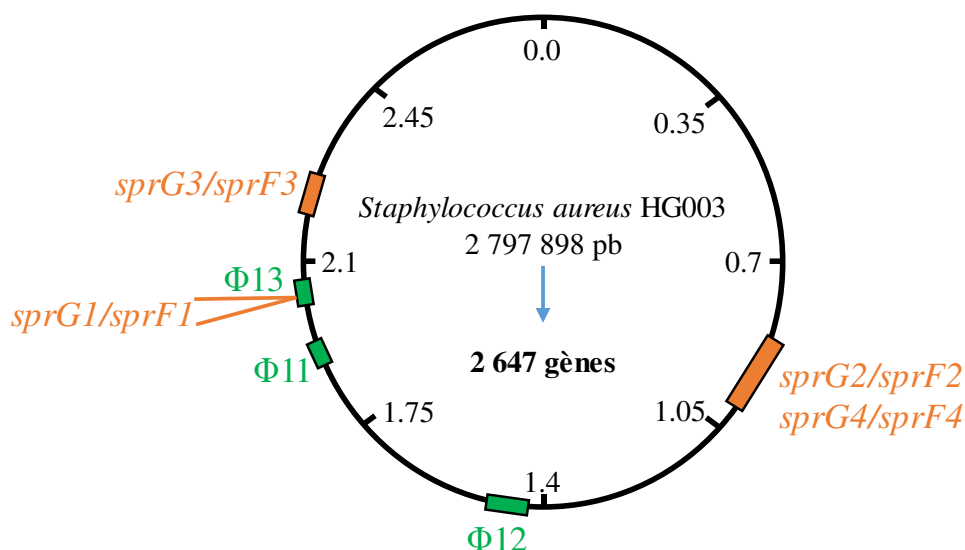 0.0
0.35
2.45
sprG3/sprF3
Staphylococcus aureus HG003
2 797 898 pb
2.1
0.7
Φ13
sprG1/sprF1
Φ11
2 647 gènes
sprG2/sprF2
sprG4/sprF4
1.75
1.05
1.4
Φ12